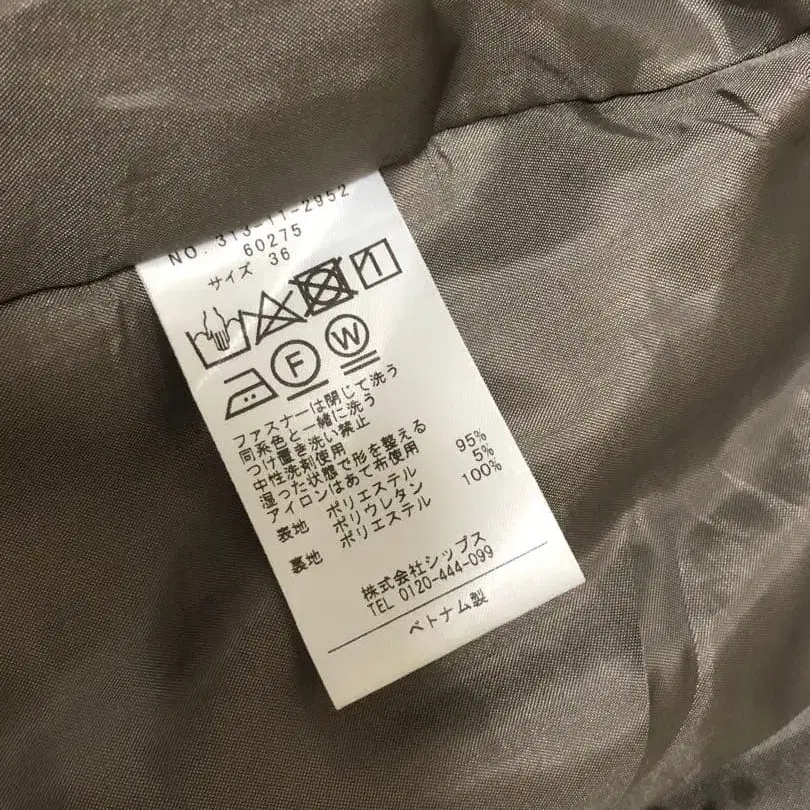 NO. 313-11-2952
60275
サイズ 36
F W
ファスナーは閉じて洗う
同系色と一緒に洗う
つけ置き洗い禁止
中性洗剤使用
湿った状態で形を整える
アイロンはあて布使用
表地 ポリエステル 95%
ポリウレタン 5%
裏地 ポリエステル 100%
株式会社シップス
TEL 0120-444-099
ベトナム製